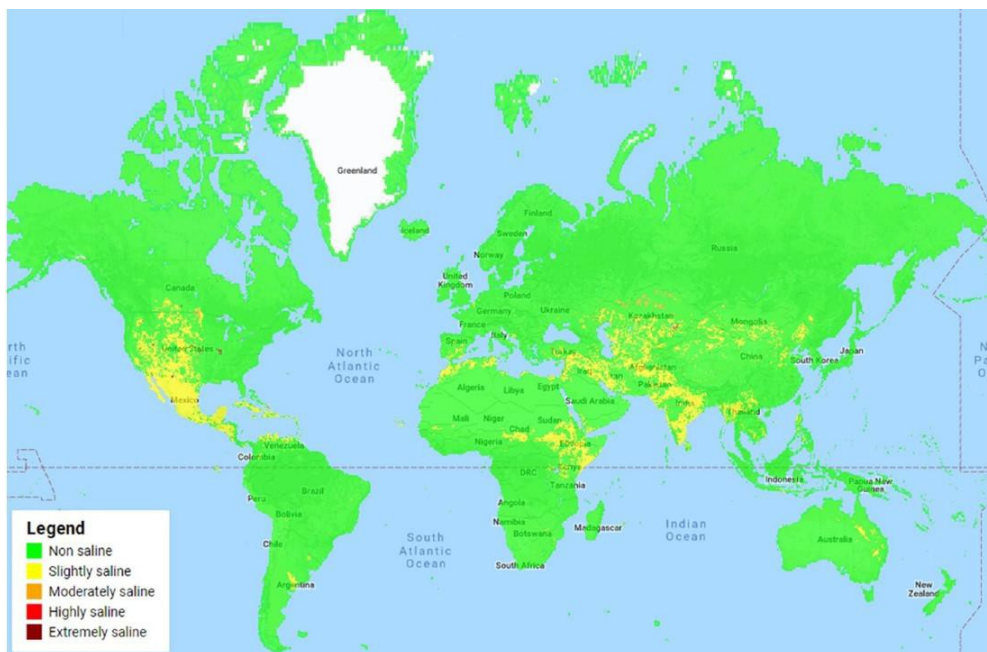 Greenland
Iceland
Finland
Sweden
Norway
Russia
Canada
United
Kingdom
Poland
Germany
Ukraine
France
Kazakhstan
Mongolia
Italy
Spain
United States
North
Atlantic
Ocean
China
South Korea
Japan
Iraq
Afghanistan
Pakistan
Algeria
Libya
Egypt
Saudi Arabia
India
Mexico
Mali
Niger
Chad
Sudan
Thailand
Nigeria
Ethiopia
Venezuela
Colombia
DRC
Kenya
Tanzania
Indonesia
Papua New
Guinea
Peru
Brazil
Angola
Bolivia
Namibia
Botswana
Madagascar
Indian
Ocean
Australia
Chile
South
Atlantic
Ocean
South Africa
Argentina
New
Zealand
Legend
Non saline
Slightly saline
Moderately saline
Highly saline
Extremely saline